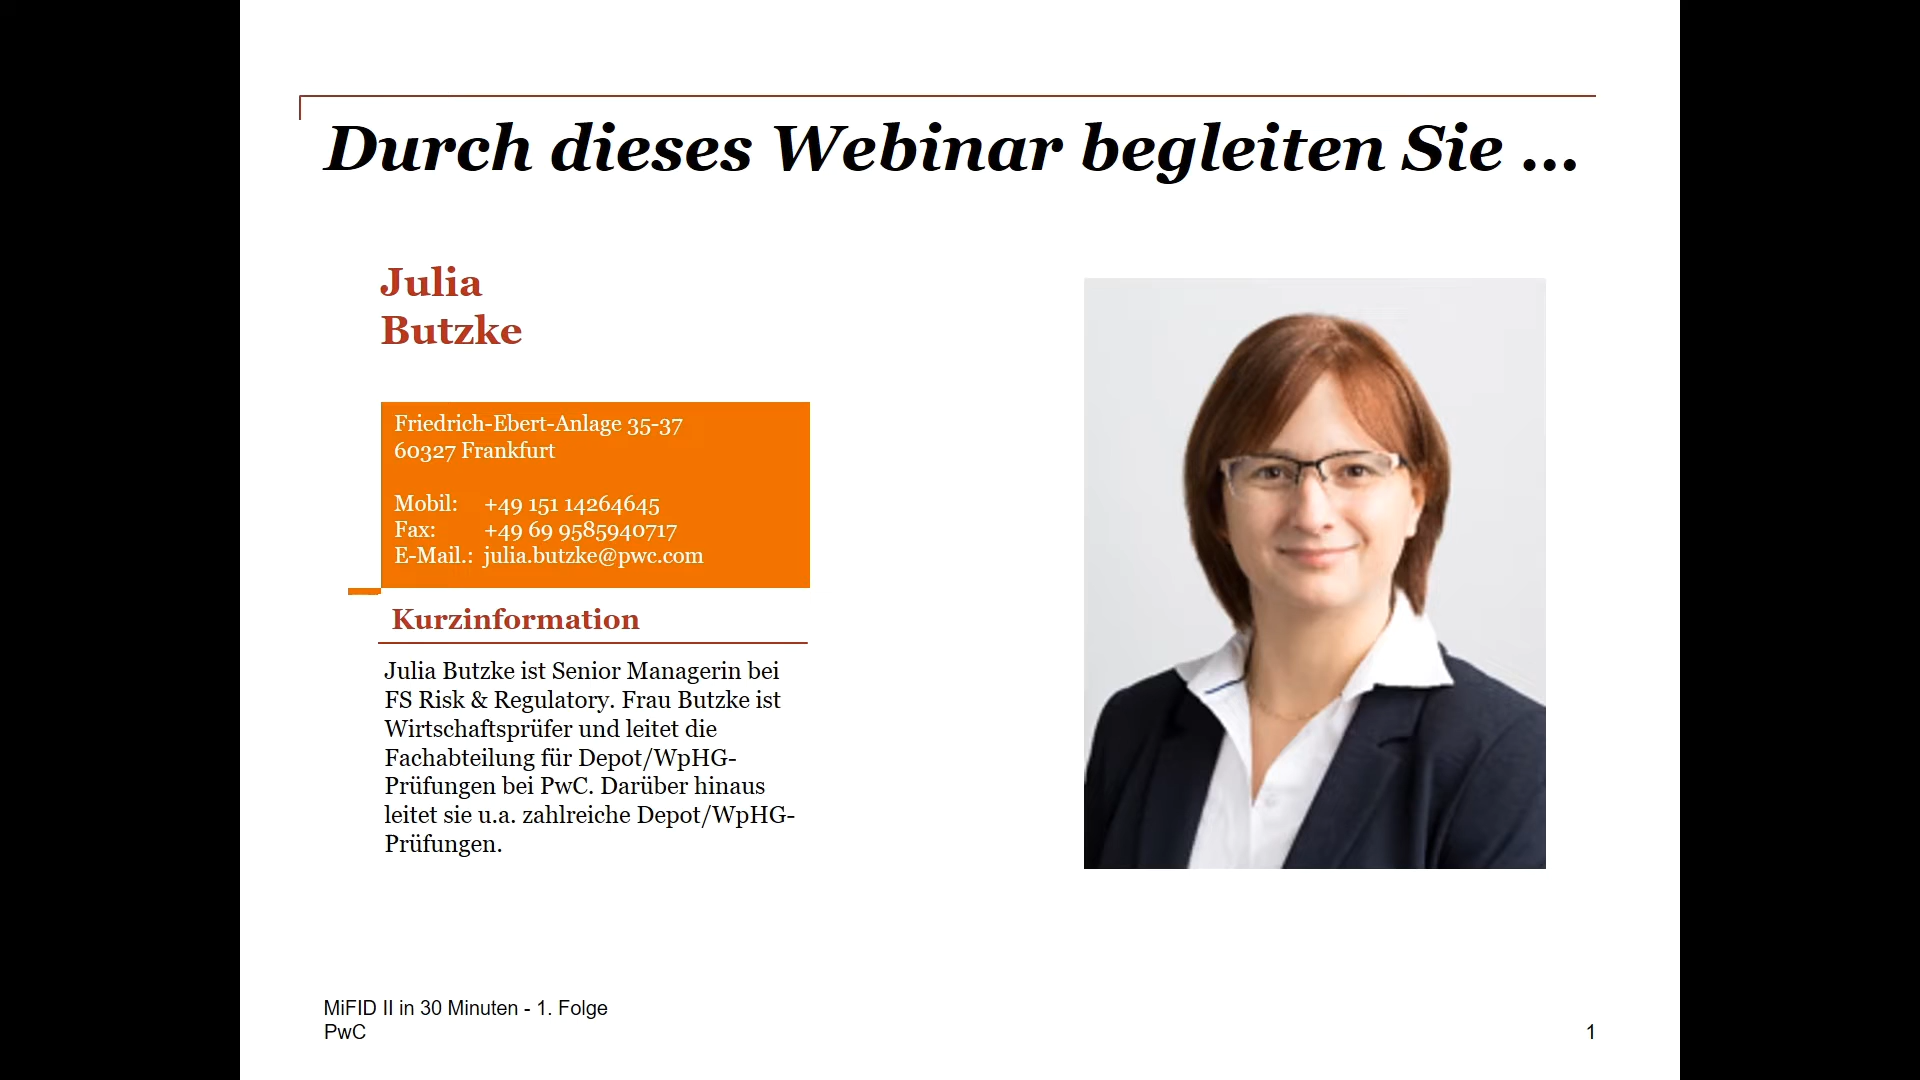 Durch dieses Webinar begleiten Sie ...
Julia
Butzke
Friedrich-Ebert-Anlage 35-37
60327 Frankfurt
Mobil: +49 151 14264645
Fax: +49 69 9585940717
E-Mail.: julia.butzke@pwc.com
Kurzinformation
Julia Butzke ist Senior Managerin bei
FS Risk & Regulatory. Frau Butzke ist
Wirtschaftsprüfer und leitet die
Fachabteilung für Depot/WpHG-
Prüfungen bei PwC. Darüber hinaus
leitet sie u.a. zahlreiche Depot/WpHG-
Prüfungen.
MiFID II in 30 Minuten - 1. Folge
PwC
1